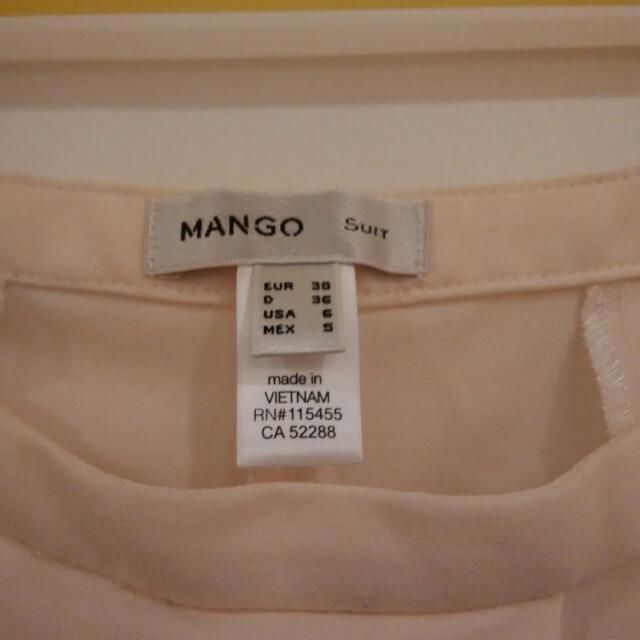 MANGO SUIT
EUR 38
D 36
USA 6
MEX S
made in
VIETNAM
RN#115455
CA 52288